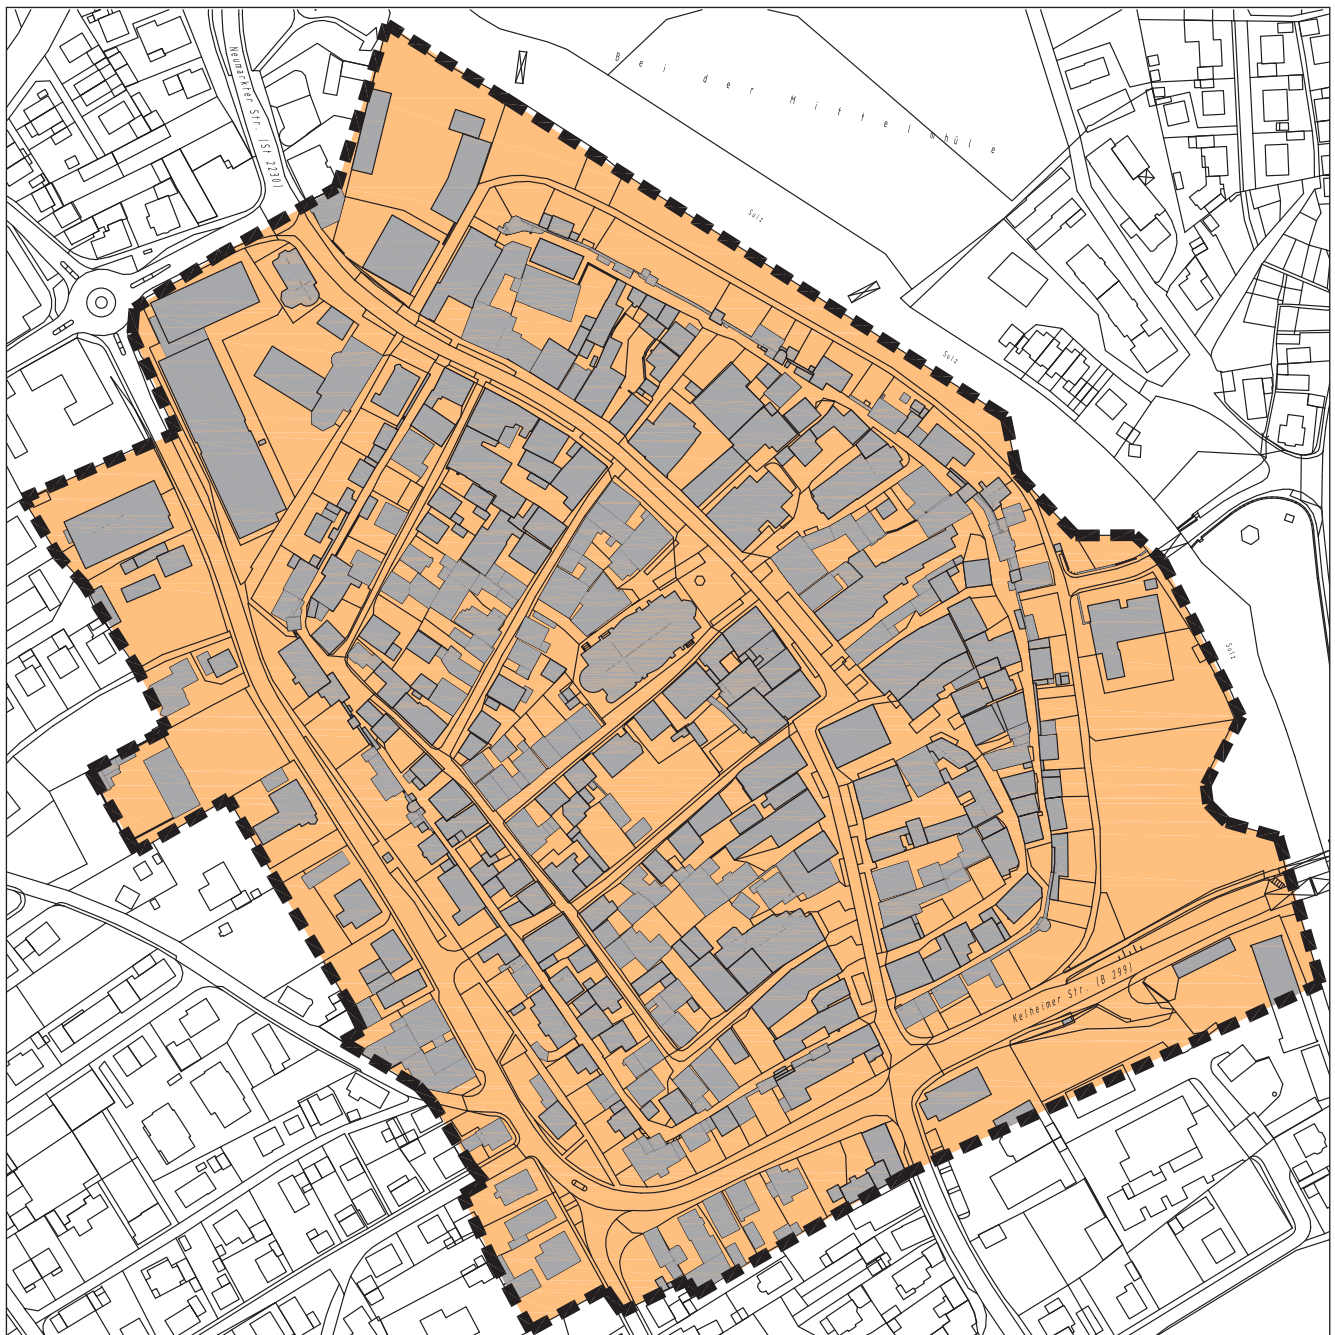 Neumarkter Str. (St 2230)
Bei der Mittelmühle
Sulz
Sulz
Sulz
Kelheimer Str. (B 299)